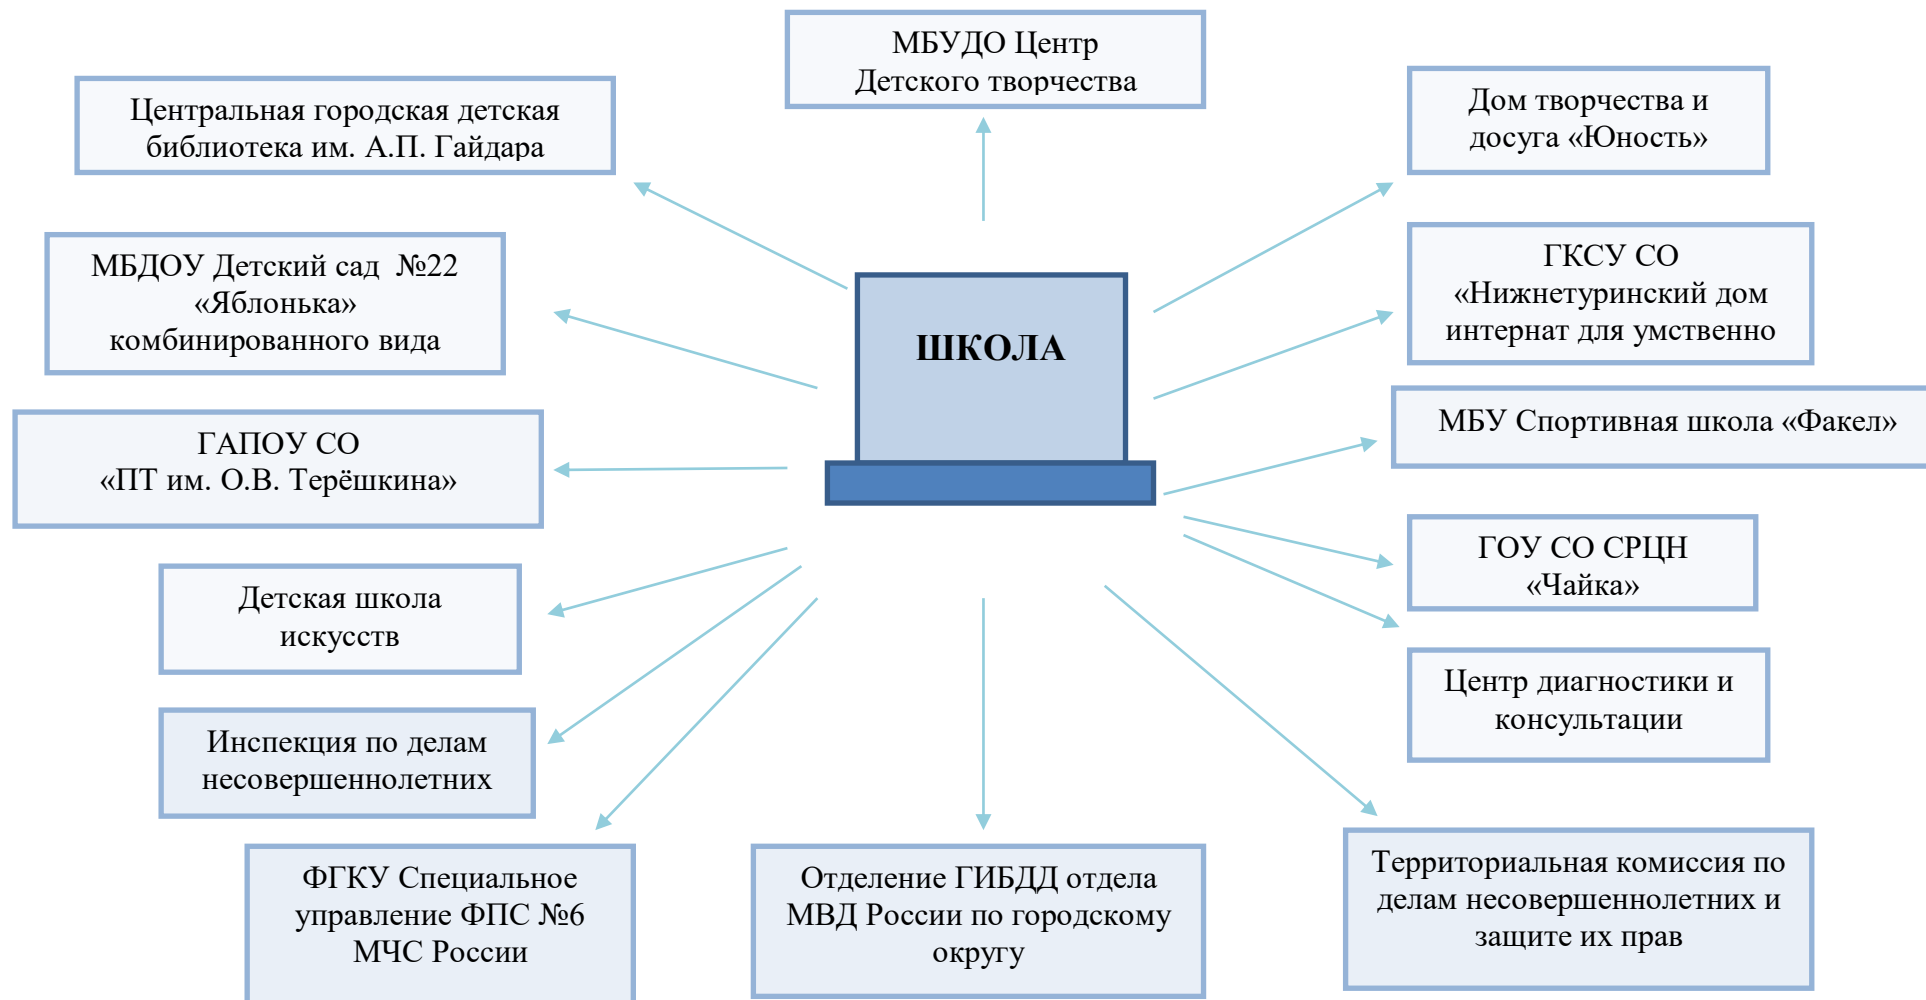 МБУДО Центр
Детского творчества
Центральная городская детская
библиотека им. А.П. Гайдара
Дом творчества и
досуга «Юность»
МБДОУ Детский сад №22
«Яблонька»
комбинированного вида
ГКСУ СО
«Нижнетуринский дом
интернат для умственно
ШКОЛА
ГАПОУ СО
«ПТ им. О.В. Терёшкина»
МБУ Спортивная школа «Факел»
Детская школа
искусств
ГОУ СО СРЦН
«Чайка»
Инспекция по делам
несовершеннолетних
Центр диагностики и
консультации
ФГКУ Специальное
управление ФПС №6
МЧС России
Отделение ГИБДД отдела
МВД России по городскому
округу
Территориальная комиссия по
делам несовершеннолетних и
защите их прав